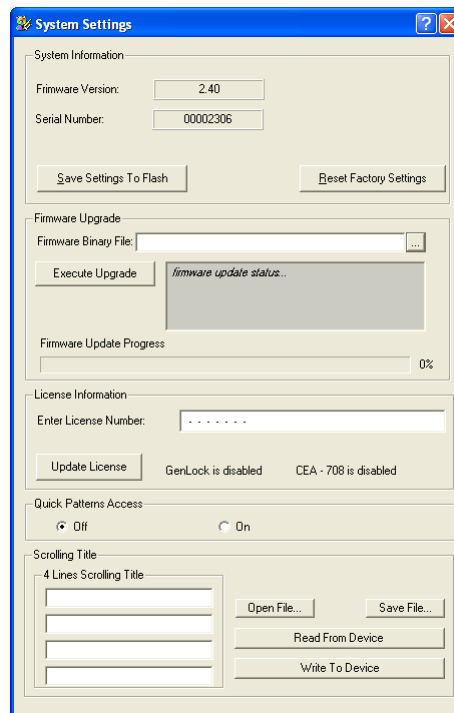 System Settings
System Information
Frimware Version: 2.40
Serial Number: 00002306
Save Settings To Flash Reset Factory Settings
Firmware Upgrade
Firmware Binary File: ...
Execute Upgrade firmware update status...
Firmware Update Progress
0%
License Information
Enter License Number: - - - - - - -
Update License GenLock is disabled CEA - 708 is disabled
Quick Patterns Access
Off On
Scrolling Title
4 Lines Scrolling Title
Open File... Save File...
Read From Device
Write To Device